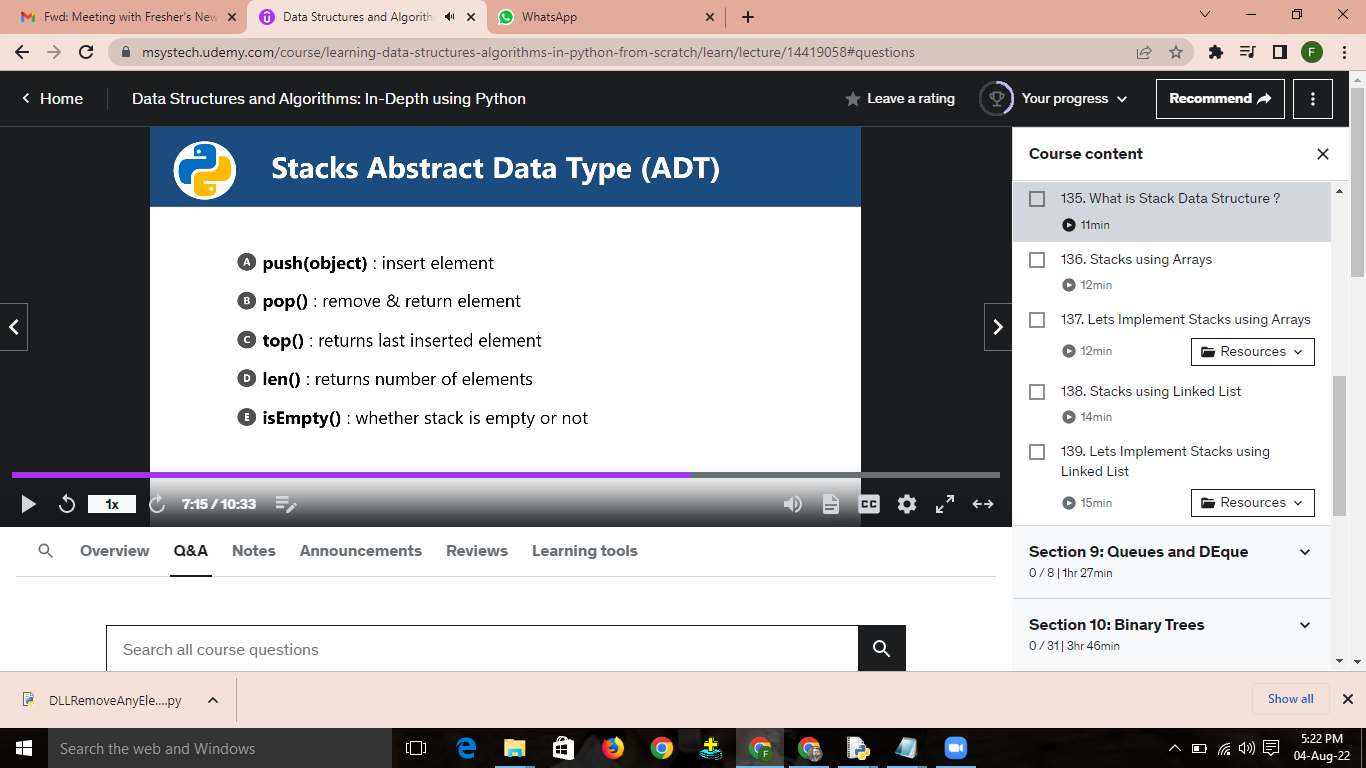 Fwd: Meeting with Fresher's New
Data Structures and Algorith
WhatsApp
msystech.udemy.com/course/learning-data-structures-algorithms-in-python-from-scratch/learn/lecture/14419058#questions
F
Home
Data Structures and Algorithms: In-Depth using Python
Leave a rating
Your progress
Recommend
Stacks Abstract Data Type (ADT)
A push(object) : insert element
B pop() : remove & return element
C top() : returns last inserted element
D len() : returns number of elements
E isEmpty() : whether stack is empty or not
1x
7:15 / 10:33
CC
Course content
135. What is Stack Data Structure ?
11min
136. Stacks using Arrays
12min
137. Lets Implement Stacks using Arrays
12min
Resources
138. Stacks using Linked List
14min
139. Lets Implement Stacks using
Linked List
15min
Resources
Section 9: Queues and DEque
0 / 8 | 1hr 27min
Section 10: Binary Trees
0 / 31 | 3hr 46min
Overview
Q&A
Notes
Announcements
Reviews
Learning tools
Search all course questions
DLLRemoveAnyEle....py
Show all
Search the web and Windows
F
5:22 PM
04-Aug-22